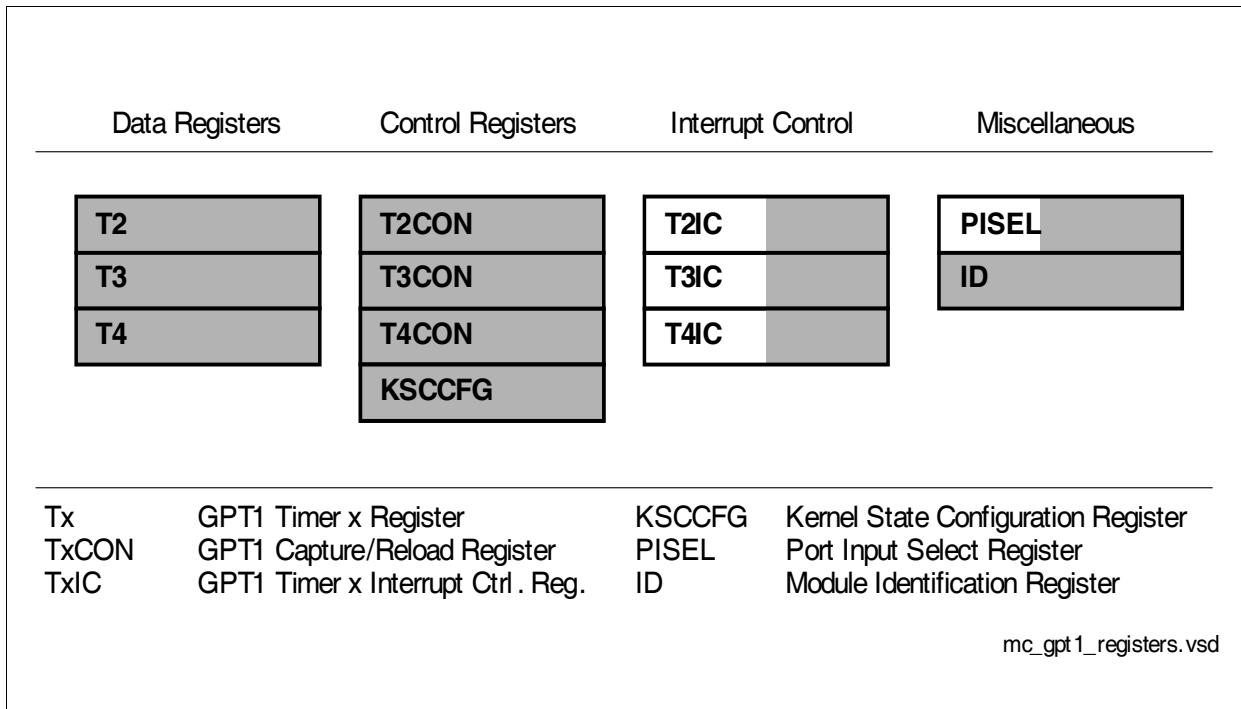 Data Registers Control Registers Interrupt Control Miscellaneous
T2 T2CON T2IC PISEL
T3 T3CON T3IC ID
T4 T4CON T4IC
KSCCFG
Tx GPT1 Timer x Register KSCCFG Kernel State Configuration Register
TxCON GPT1 Capture/Reload Register PISEL Port Input Select Register
TxIC GPT1 Timer x Interrupt Ctrl. Reg. ID Module Identification Register
mc_gpt1_registers.vsd